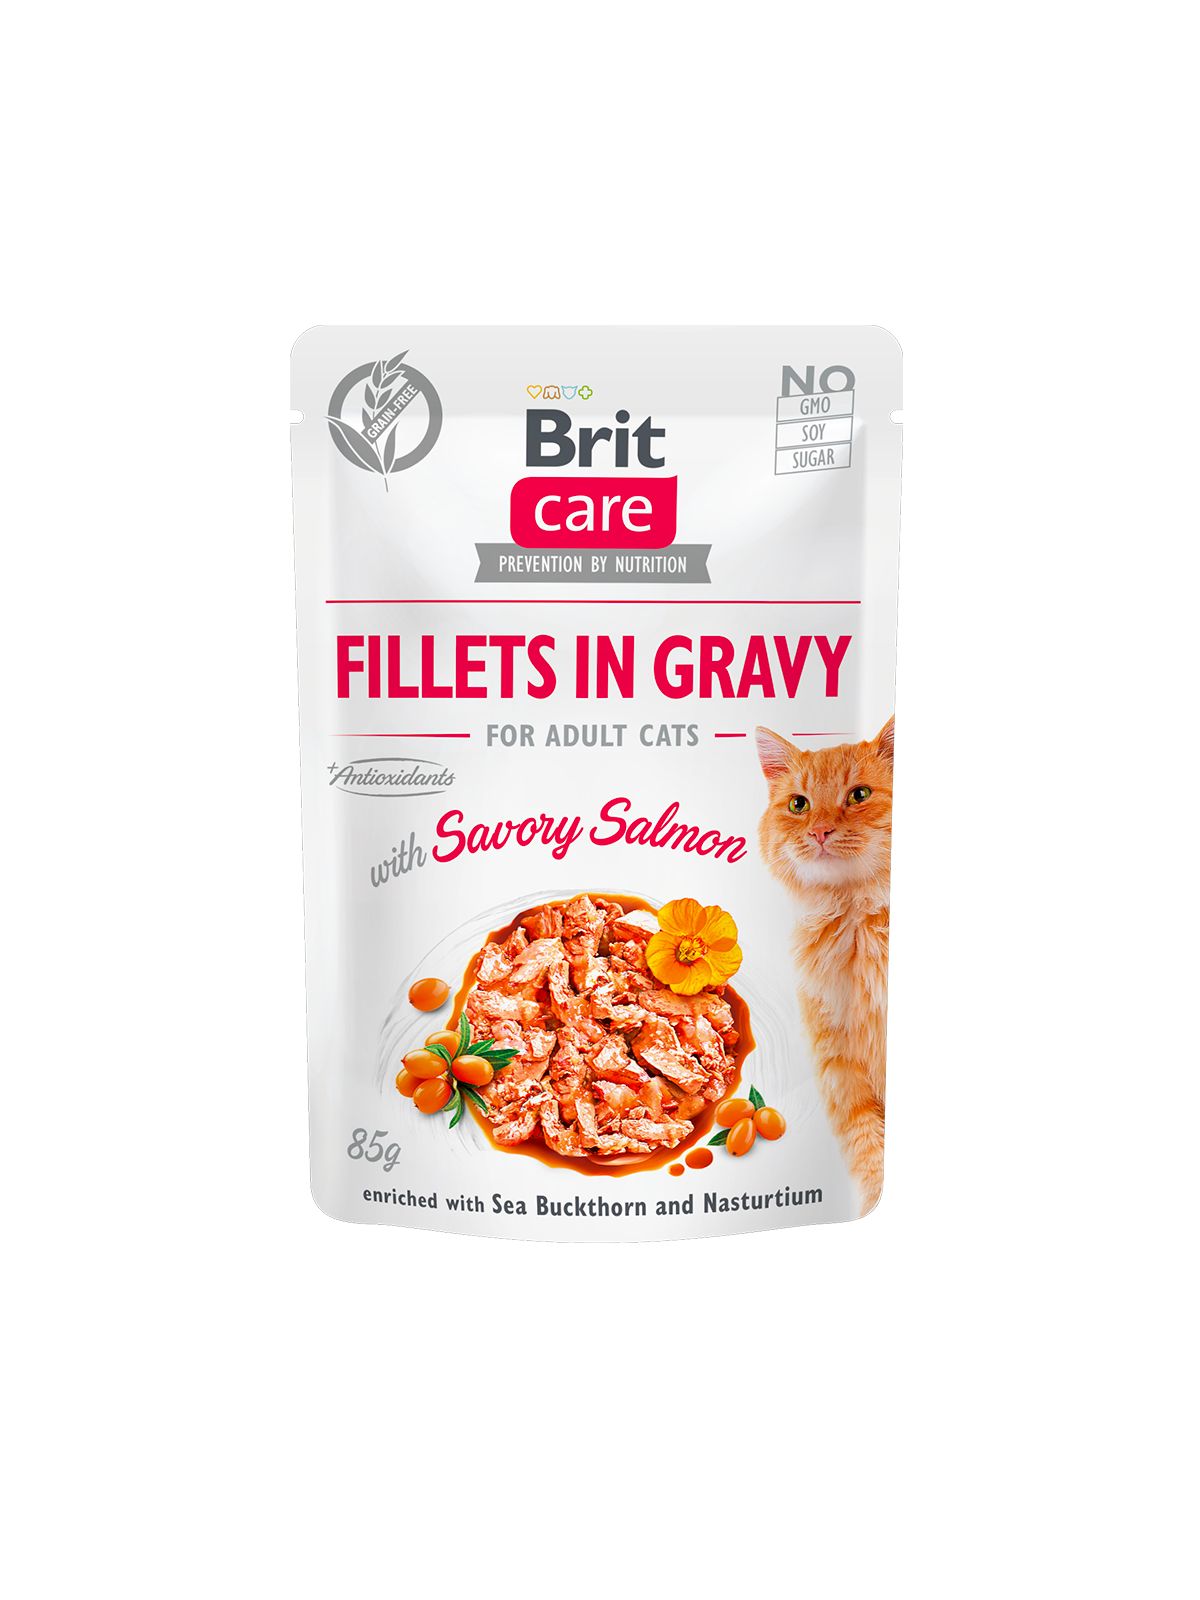 GRAIN-FREE
Brit
care
PREVENTION BY NUTRITION
NO
GMO
SOY
SUGAR
FILLETS IN GRAVY
FOR ADULT CATS
+Antioxidants
with Savory Salmon
85g
enriched with Sea Buckthorn and Nasturtium